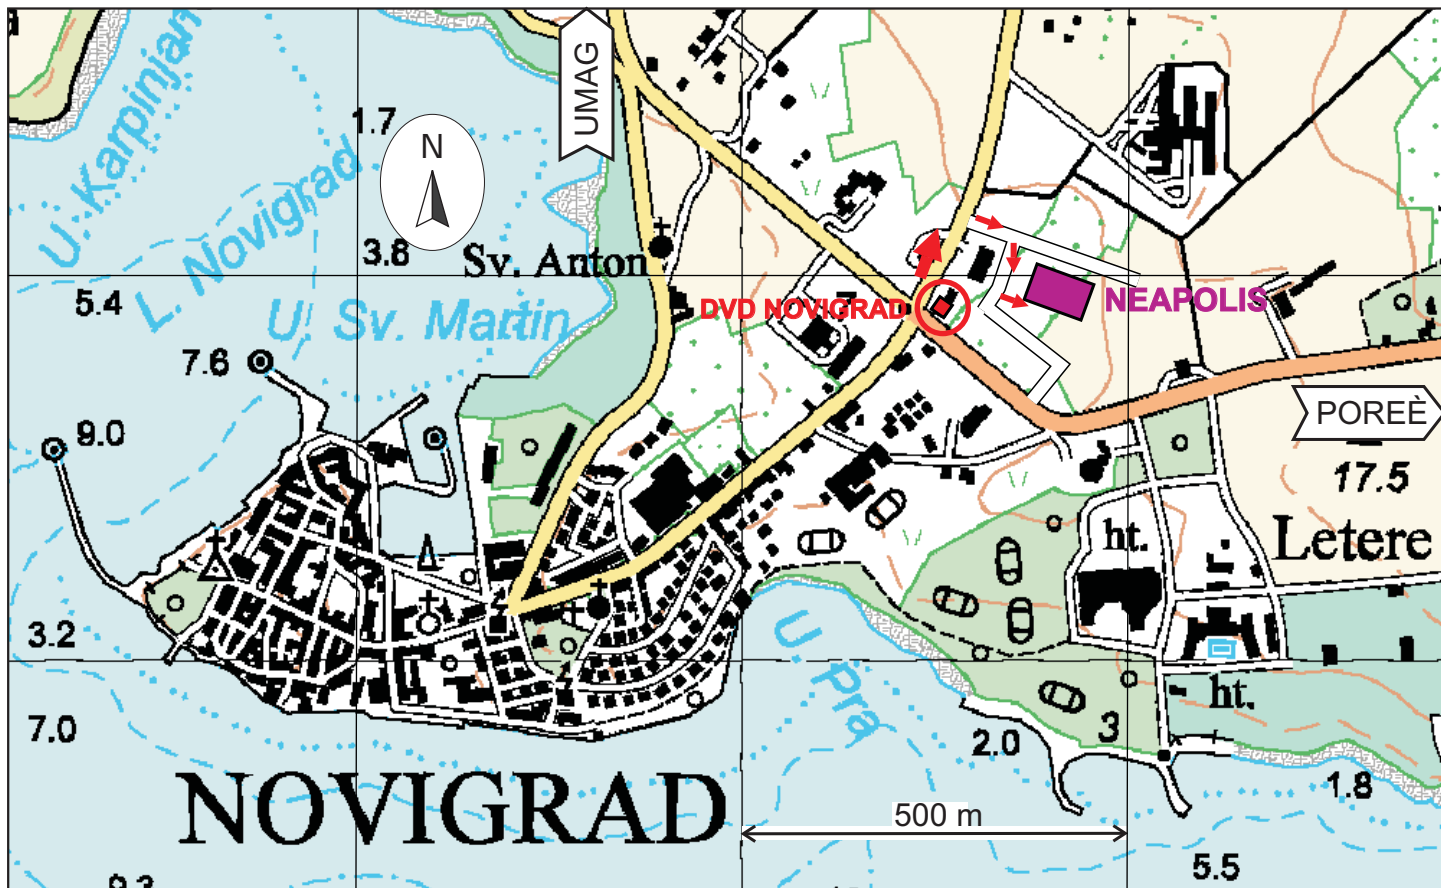 U. Karpinjan
UMAG
1.7
N
L. Novigrad
3.8
Sv. Anton
5.4
U. Sv. Martin
DVD NOVIGRAD
NEAPOLIS
7.6
POREÈ
9.0
17.5
ht.
Letere
3.2
U. Pra
ht.
7.0
2.0
3
NOVIGRAD
500 m
1.8
5.5